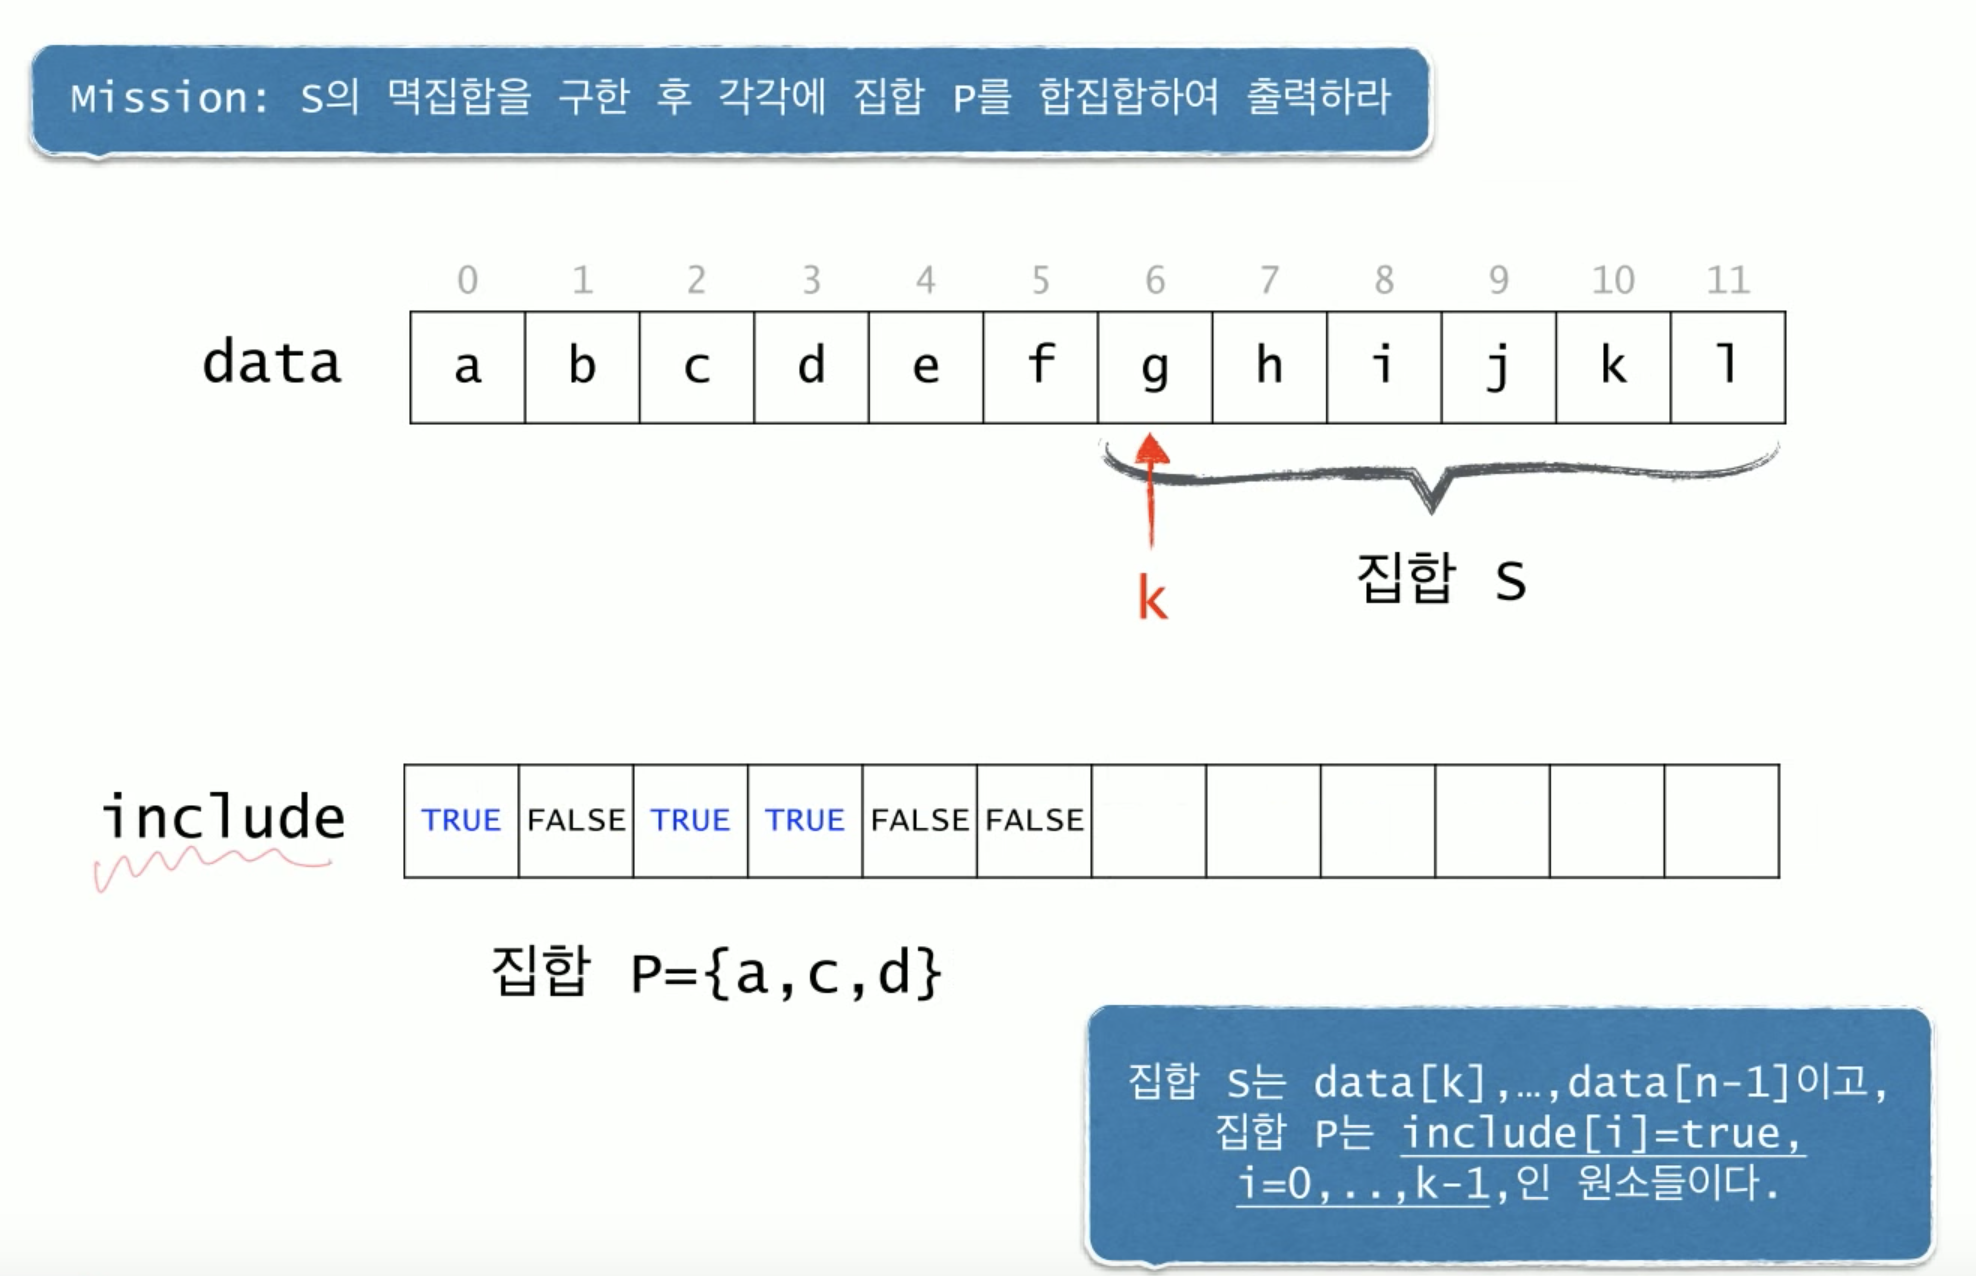 Mission: S의 멱집합을 구한 후 각각에 집합 P를 합집합하여 출력하라
0 1 2 3 4 5 6 7 8 9 10 11
data a b c d e f g h i j k l
k
집합 S
include TRUE FALSE TRUE TRUE FALSE FALSE
집합 P={a,c,d}
집합 S는 data[k],…,data[n-1]이고,
집합 P는 include[i]=true,
i=0,..,k-1,인 원소들이다.